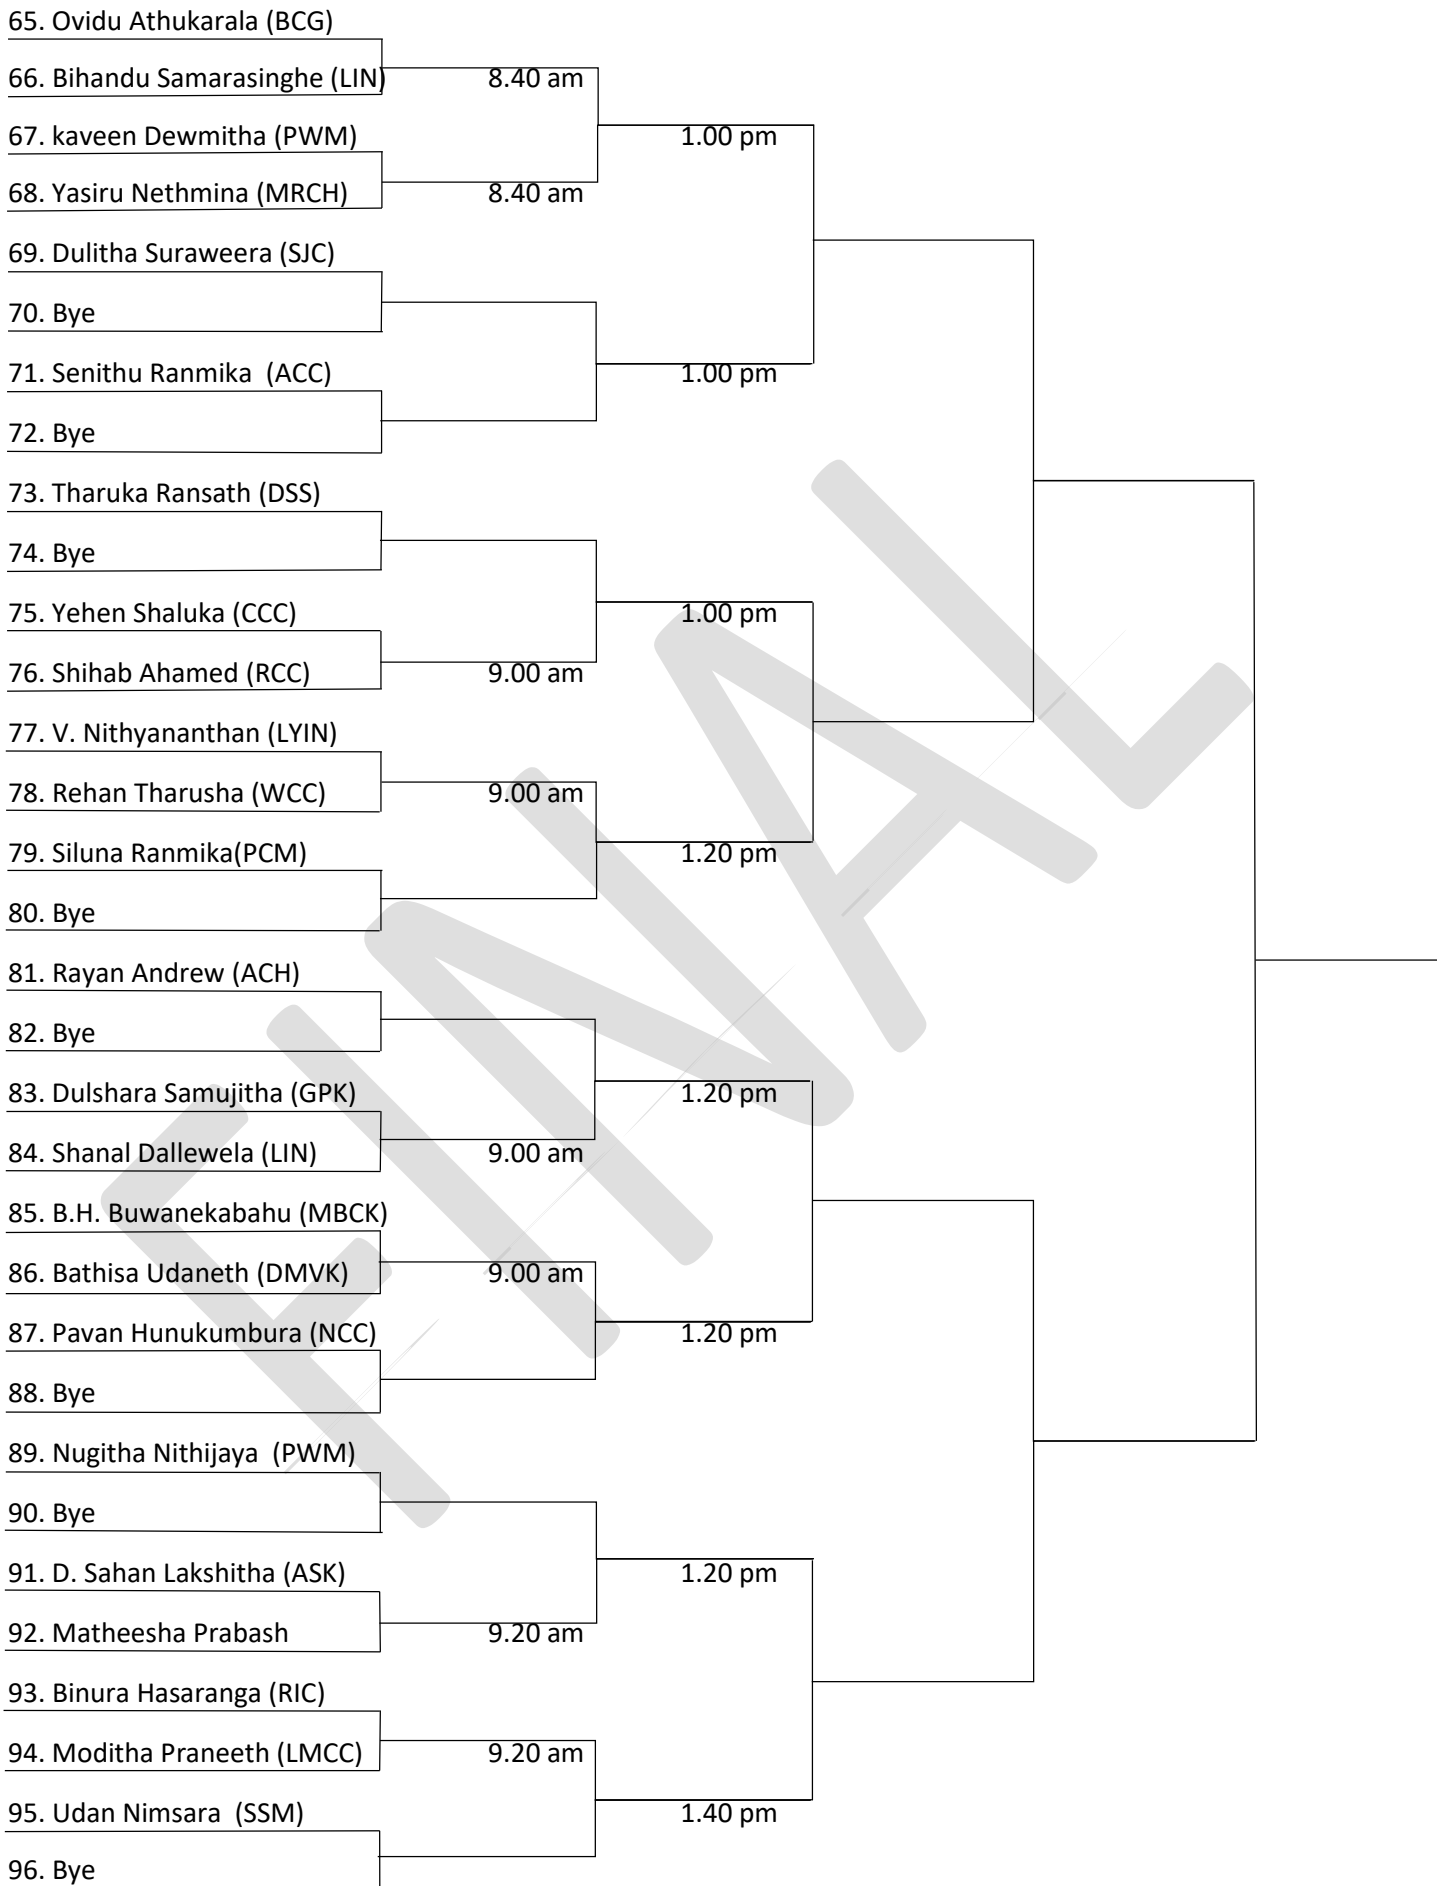 65. Ovidu Athukarala (BCG)
66. Bihandu Samarasinghe (LIN) 8.40 am
67. kaveen Dewmitha (PWM) 1.00 pm
68. Yasiru Nethmina (MRCH) 8.40 am
69. Dulitha Suraweera (SJC)
70. Bye
71. Senithu Ranmika  (ACC) 1.00 pm
72. Bye
73. Tharuka Ransath (DSS)
74. Bye
75. Yehen Shaluka (CCC) 1.00 pm
76. Shihab Ahamed (RCC) 9.00 am
77. V. Nithyananthan (LYIN)
78. Rehan Tharusha (WCC) 9.00 am
79. Siluna Ranmika(PCM) 1.20 pm
80. Bye
81. Rayan Andrew (ACH)
82. Bye
83. Dulshara Samujitha (GPK) 1.20 pm
84. Shanal Dallewela (LIN) 9.00 am
85. B.H. Buwanekabahu (MBCK)
86. Bathisa Udaneth (DMVK) 9.00 am
87. Pavan Hunukumbura (NCC) 1.20 pm
88. Bye
89. Nugitha Nithijaya  (PWM)
90. Bye
91. D. Sahan Lakshitha (ASK) 1.20 pm
92. Matheesha Prabash 9.20 am
93. Binura Hasaranga (RIC)
94. Moditha Praneeth (LMCC) 9.20 am
95. Udan Nimsara  (SSM) 1.40 pm
96. Bye
FINAL